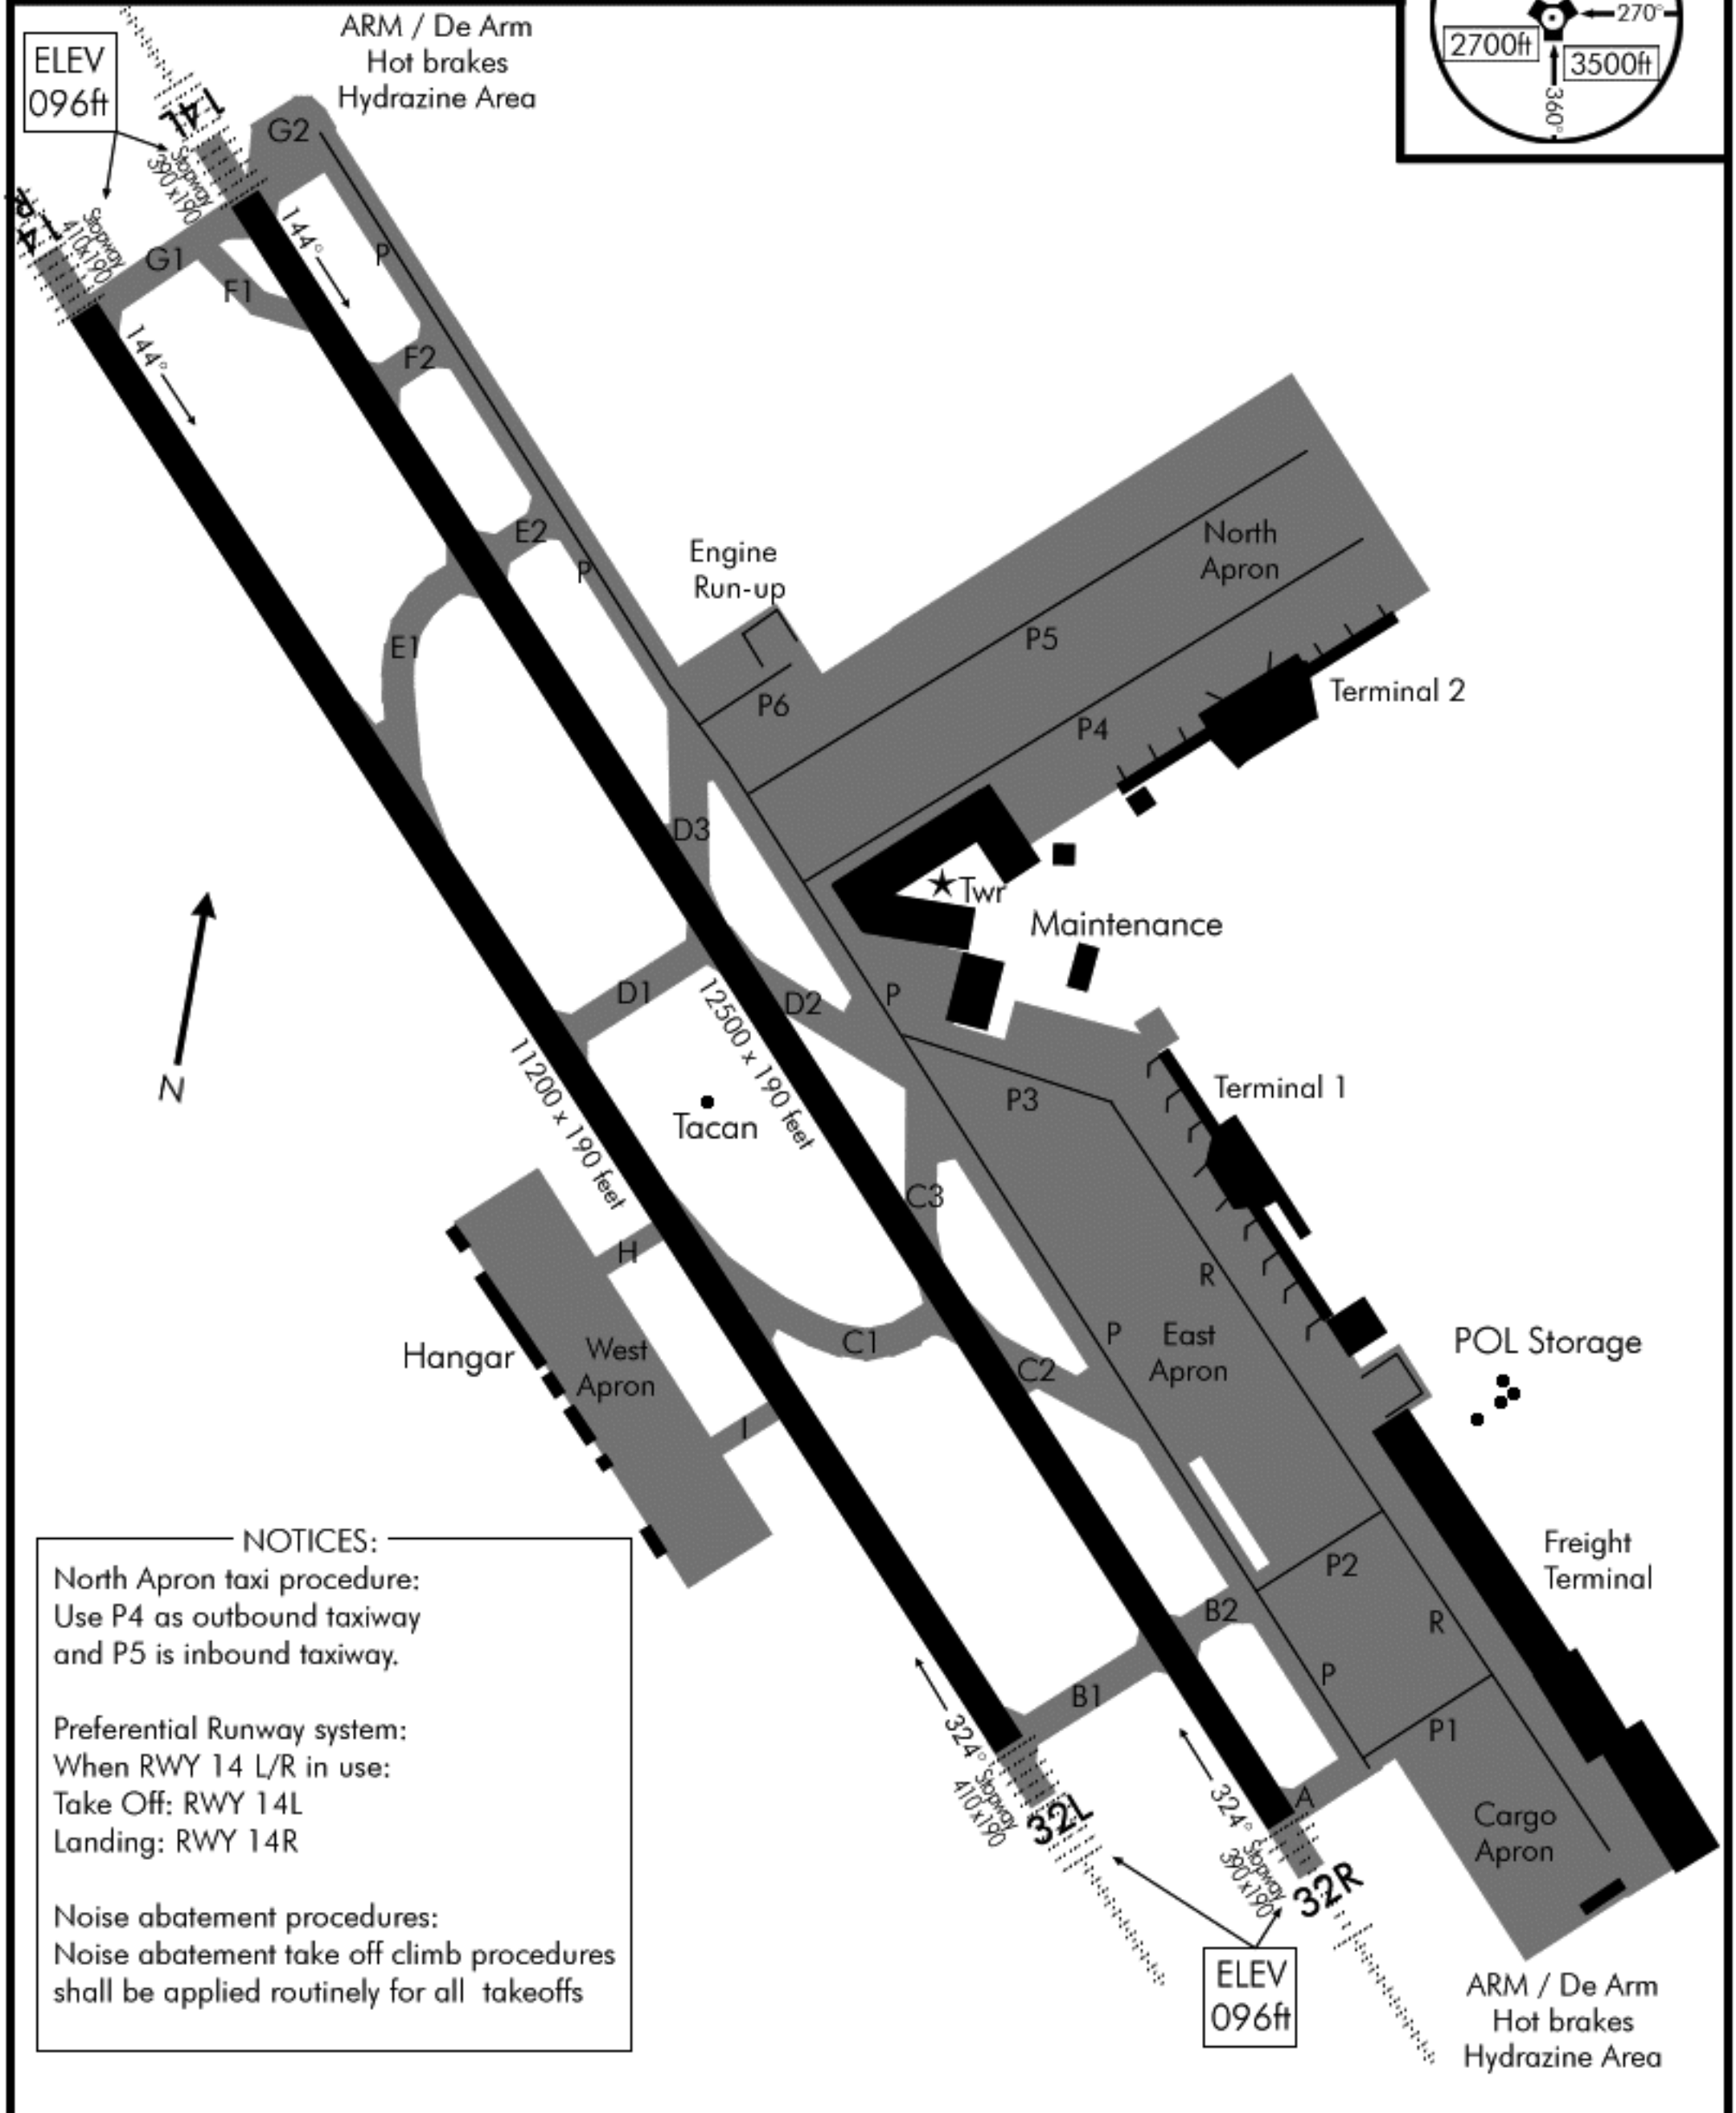 ARM / De Arm
Hot brakes
Hydrazine Area
ELEV
096ft
270°
2700ft
3500ft
360°
14L
Stopway
390x190
14R
Stopway
410x190
G2
G1
F1
144°
P
144°
F2
E2
P
E1
Engine
Run-up
North
Apron
P5
P6
P4
Terminal 2
D3
Twr
Maintenance
D1
D2
P
12500 x 190 feet
11200 x 190 feet
N
Tacan
P3
Terminal 1
C3
H
R
C1
P
East
Apron
C2
Hangar
West
Apron
I
POL Storage
Freight
Terminal
P2
B2
R
B1
P
P1
A
Cargo
Apron
324°
Stopway
410x190
32L
324°
Stopway
390x190
32R
ELEV
096ft
ARM / De Arm
Hot brakes
Hydrazine Area
NOTICES:
North Apron taxi procedure:
Use P4 as outbound taxiway
and P5 is inbound taxiway.
Preferential Runway system:
When RWY 14 L/R in use:
Take Off: RWY 14L
Landing: RWY 14R
Noise abatement procedures:
Noise abatement take off climb procedures
shall be applied routinely for all takeoffs